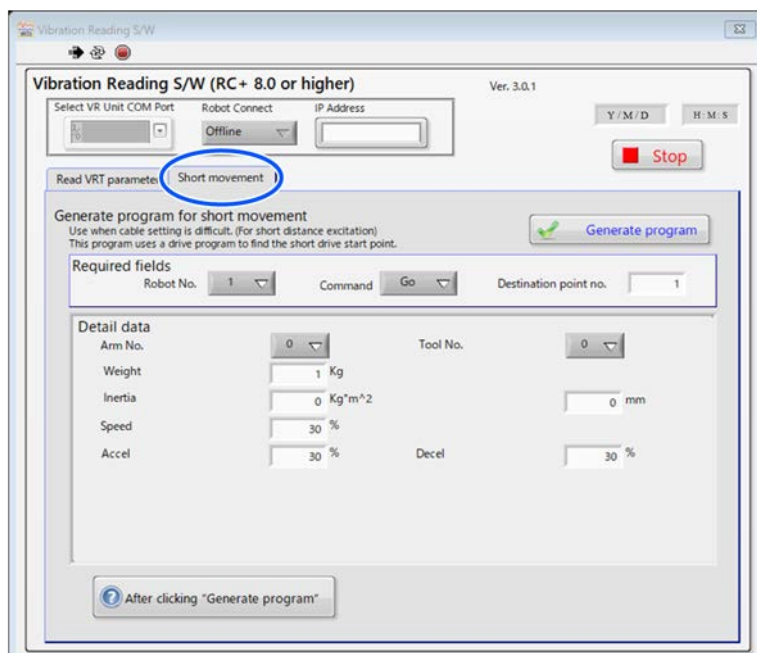 Vibration Reading S/W
Vibration Reading S/W (RC+ 8.0 or higher)
Ver. 3.0.1
Select VR Unit COM Port
Robot Connect
IP Address
Offline
Y/M/D
H:M:S
Stop
Read VRT paramete
Short movement
Generate program for short movement
Use when cable setting is difficult. (For short distance excitation)
This program uses a drive program to find the short drive start point.
Generate program
Required fields
Robot No. 1
Command Go
Destination point no. 1
Detail data
Arm No. 0
Tool No. 0
Weight 1 Kg
Inertia 0 Kg*m^2
0 mm
Speed 30 %
Accel 30 %
Decel 30 %
After clicking "Generate program"